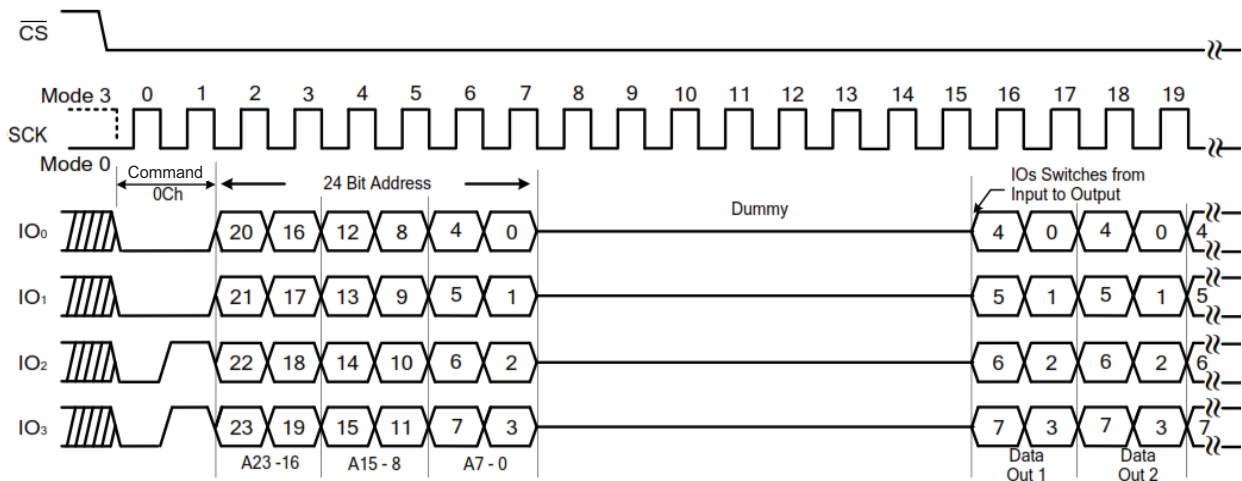 CS
Mode 3 0 1 2 3 4 5 6 7 8 9 10 11 12 13 14 15 16 17 18 19
SCK
Mode 0
Command
0Ch
24 Bit Address
Dummy
IOs Switches from
Input to Output
IO0 20 16 12 8 4 0 4 0 4 0 4
IO1 21 17 13 9 5 1 5 1 5 1 5
IO2 22 18 14 10 6 2 6 2 6 2 6
IO3 23 19 15 11 7 3 7 3 7 3 7
A23 -16 A15 - 8 A7 - 0
Data
Out 1
Data
Out 2